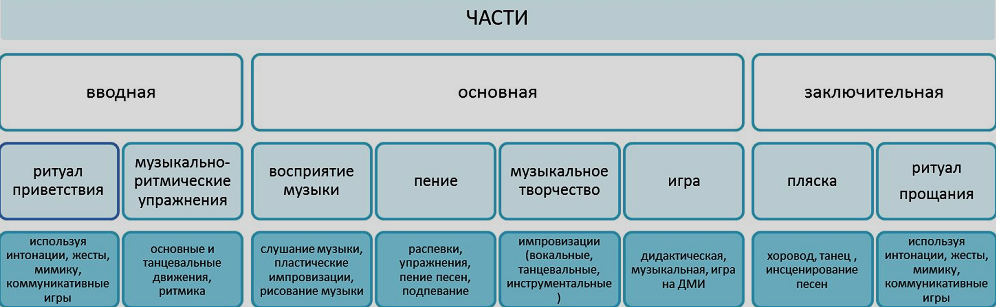 ЧАСТИ
вводная
основная
заключительная
ритуал
приветствия
музыкально-
ритмические
упражнения
восприятие
музыки
пение
музыкальное
творчество
игра
пляска
ритуал
прощания
используя
интонации, жесты,
мимику,
коммуникативные
игры
основные и
танцевальные
движения,
ритмика
слушание музыки,
пластические
импровизации,
рисование музыки
распевки,
упражнения,
пение песен,
подпевание
импровизации
(вокальные,
танцевальные,
инструментальные
)
дидактическая,
музыкальная, игра
на ДМИ
хоровод, танец ,
инсценирование
песен
используя
интонации, жесты,
мимику,
коммуникативные
игры